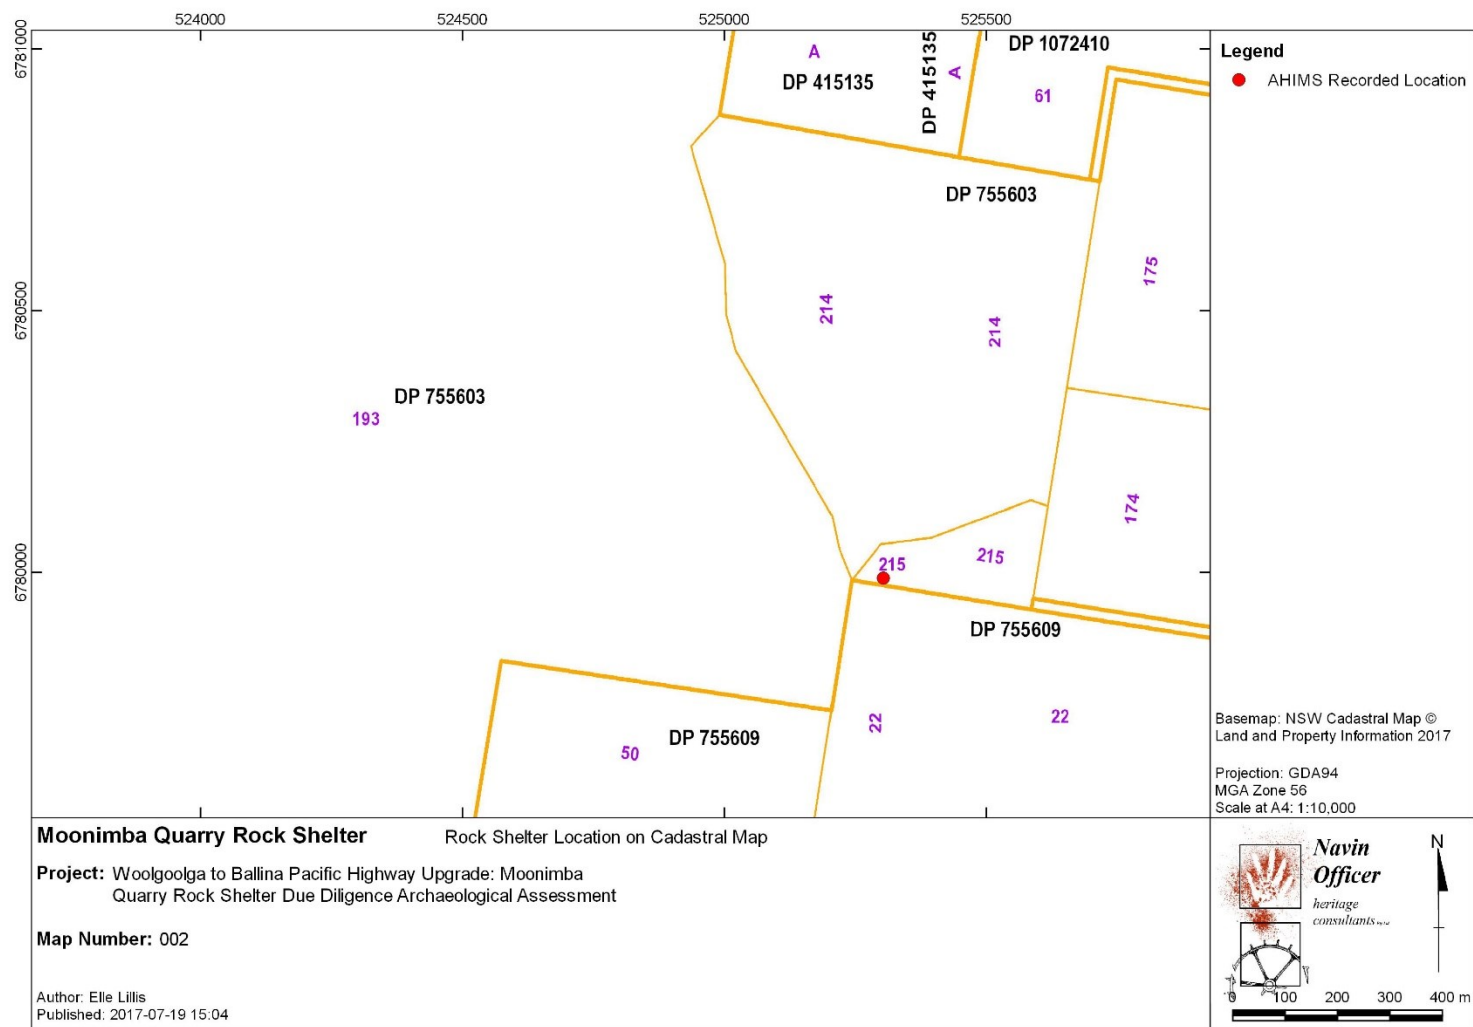 524000
524500
525000
525500
6781000
6780500
6780000
A
DP 415135
DP 415135
A
DP 1072410
61
DP 755603
175
214
214
DP 755603
193
174
215
215
DP 755609
22
22
DP 755609
50
Legend
AHIMS Recorded Location
Basemap: NSW Cadastral Map ©
Land and Property Information 2017
Projection: GDA94
MGA Zone 56
Scale at A4: 1:10,000
Moonimba Quarry Rock Shelter
Rock Shelter Location on Cadastral Map
Project: Woolgoolga to Ballina Pacific Highway Upgrade: Moonimba
Quarry Rock Shelter Due Diligence Archaeological Assessment
Map Number: 002
Author: Elle Lillis
Published: 2017-07-19 15:04
Navin
Officer
heritage
consultants
N
0 100 200 300 400 m